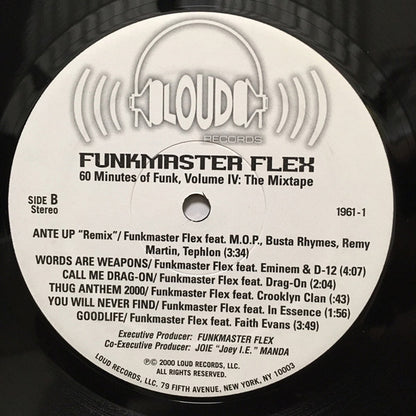 LOUD
RECORDS
FUNKMASTER FLEX
60 Minutes of Funk, Volume IV: The Mixtape
SIDE B
Stereo
1961-1
ANTE UP "Remix"/ Funkmaster Flex feat. M.O.P., Busta Rhymes, Remy
Martin, Tephlon (3:34)
WORDS ARE WEAPONS/ Funkmaster Flex feat. Eminem & D-12 (4:07)
CALL ME DRAG-ON/ Funkmaster Flex feat. Drag-On (2:04)
THUG ANTHEM 2000/ Funkmaster Flex feat. Crooklyn Clan (:43)
YOU WILL NEVER FIND/ Funkmaster Flex feat. In Essence (1:56)
GOODLIFE/ Funkmaster Flex feat. Faith Evans (3:49)
Executive Producer: FUNKMASTER FLEX
Co-Executive Producer: JOIE "Joey I.E." MANDA
℗© 2000 LOUD RECORDS, LLC.
ALL RIGHTS RESERVED.
LOUD RECORDS, LLC. 79 FIFTH AVENUE, NEW YORK, NY 10003